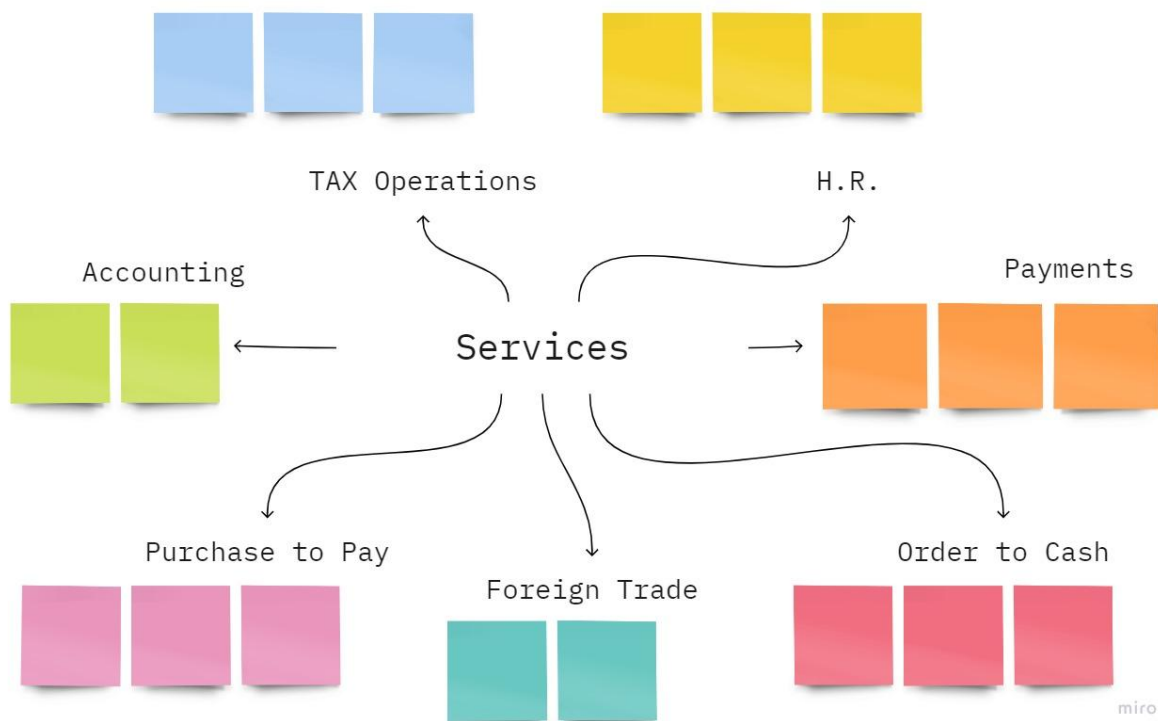 TAX Operations
H.R.
Accounting
Payments
Services
Purchase to Pay
Order to Cash
Foreign Trade
miro